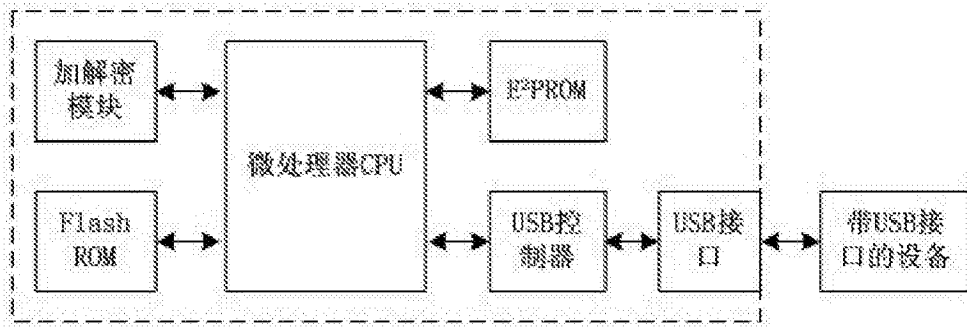 加解密
模块
微处理器CPU
E²PROM
Flash
ROM
USB控
制器
USB接
口
带USB接
口的设备